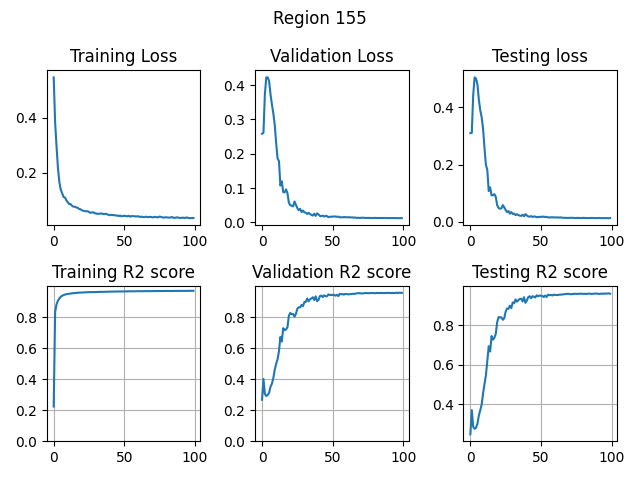 Region 155
Training Loss
Validation Loss
Testing loss
0.4
0.2
0 50 100
0.4
0.3
0.2
0.1
0.0
0 50 100
0.4
0.2
0.0
0 50 100
Training R2 score
Validation R2 score
Testing R2 score
0.8
0.6
0.4
0.2
0.0
0 50 100
0.8
0.6
0.4
0.2
0.0
0 50 100
0.8
0.6
0.4
0 50 100